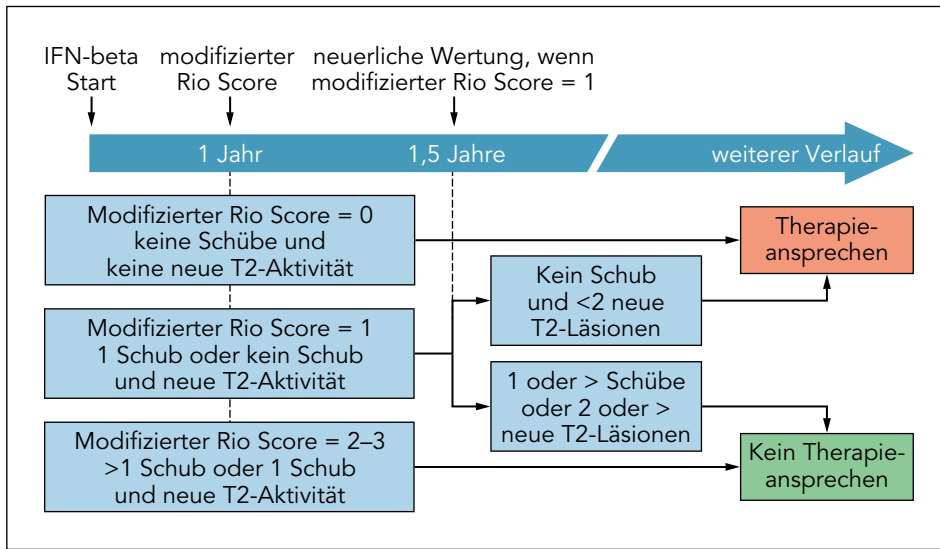 IFN-beta
Start
modifizierter
Rio Score
neuerliche Wertung, wenn
modifizierter Rio Score = 1
1 Jahr
1,5 Jahre
weiterer Verlauf
Modifizierter Rio Score = 0
keine Schübe und
keine neue T2-Aktivität
Therapie-
ansprechen
Kein Schub
und <2 neue
T2-Läsionen
Modifizierter Rio Score = 1
1 Schub oder kein Schub
und neue T2-Aktivität
1 oder > Schübe
oder 2 oder >
neue T2-Läsionen
Modifizierter Rio Score = 2–3
>1 Schub oder 1 Schub
und neue T2-Aktivität
Kein Therapie-
ansprechen